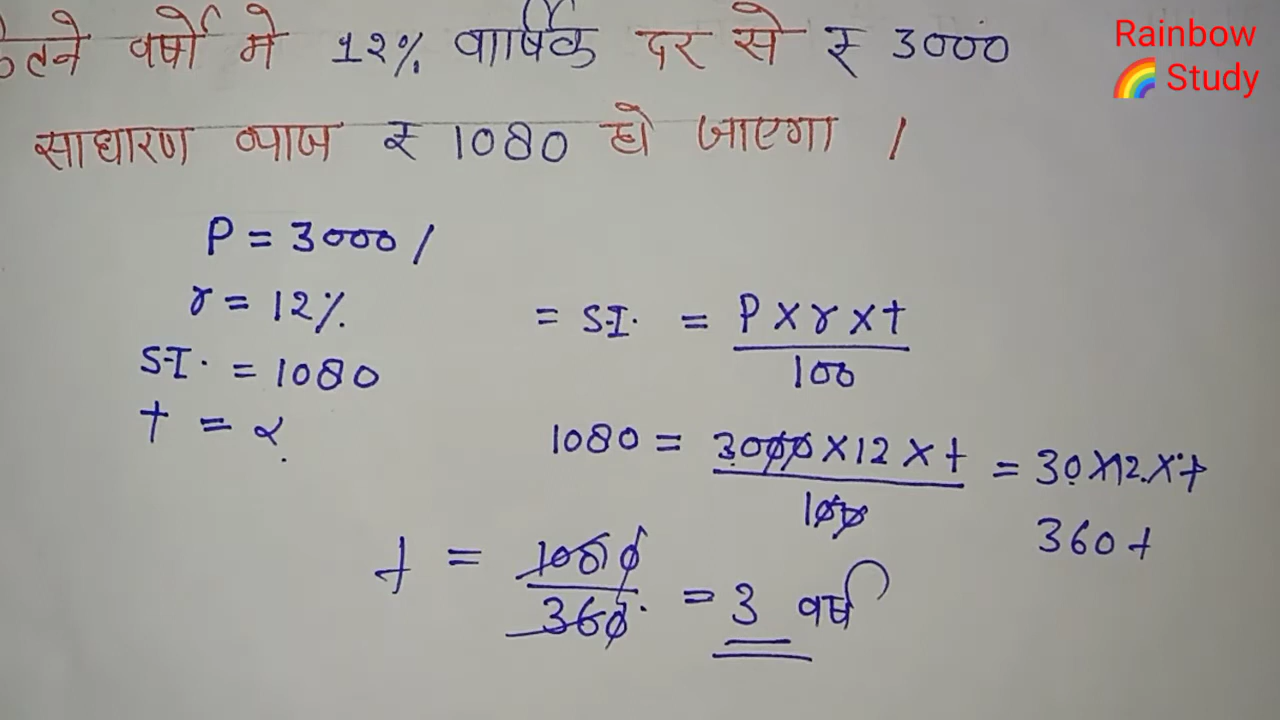 कितने वर्षों मे 12% वार्षिक दर से ₹ 3000
साधारण ब्याज ₹ 1080 हो जाएगा ।
Rainbow
🌈 Study
P = 3000 /
r = 12%.
S.I. = 1080
t = ?
= S.I. = P × r × t
100
1080 = 3000 × 12 × t = 30 × 12 × t
100
360 t
t = 1080 = 3 वर्ष
360